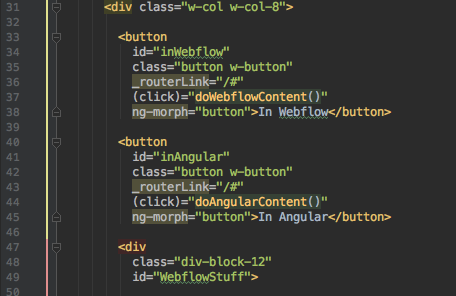 31 <div class="w-col w-col-8">
32
33 <button
34 id="inWebflow"
35 class="button w-button"
36 _routerLink="/#"
37 (click)="doWebflowContent()"
38 ng-morph="button">In Webflow</button>
39
40 <button
41 id="inAngular"
42 class="button w-button"
43 _routerLink="/#"
44 (click)="doAngularContent()"
45 ng-morph="button">In Angular</button>
46
47 <div
48 class="div-block-12"
49 id="WebflowStuff">
50